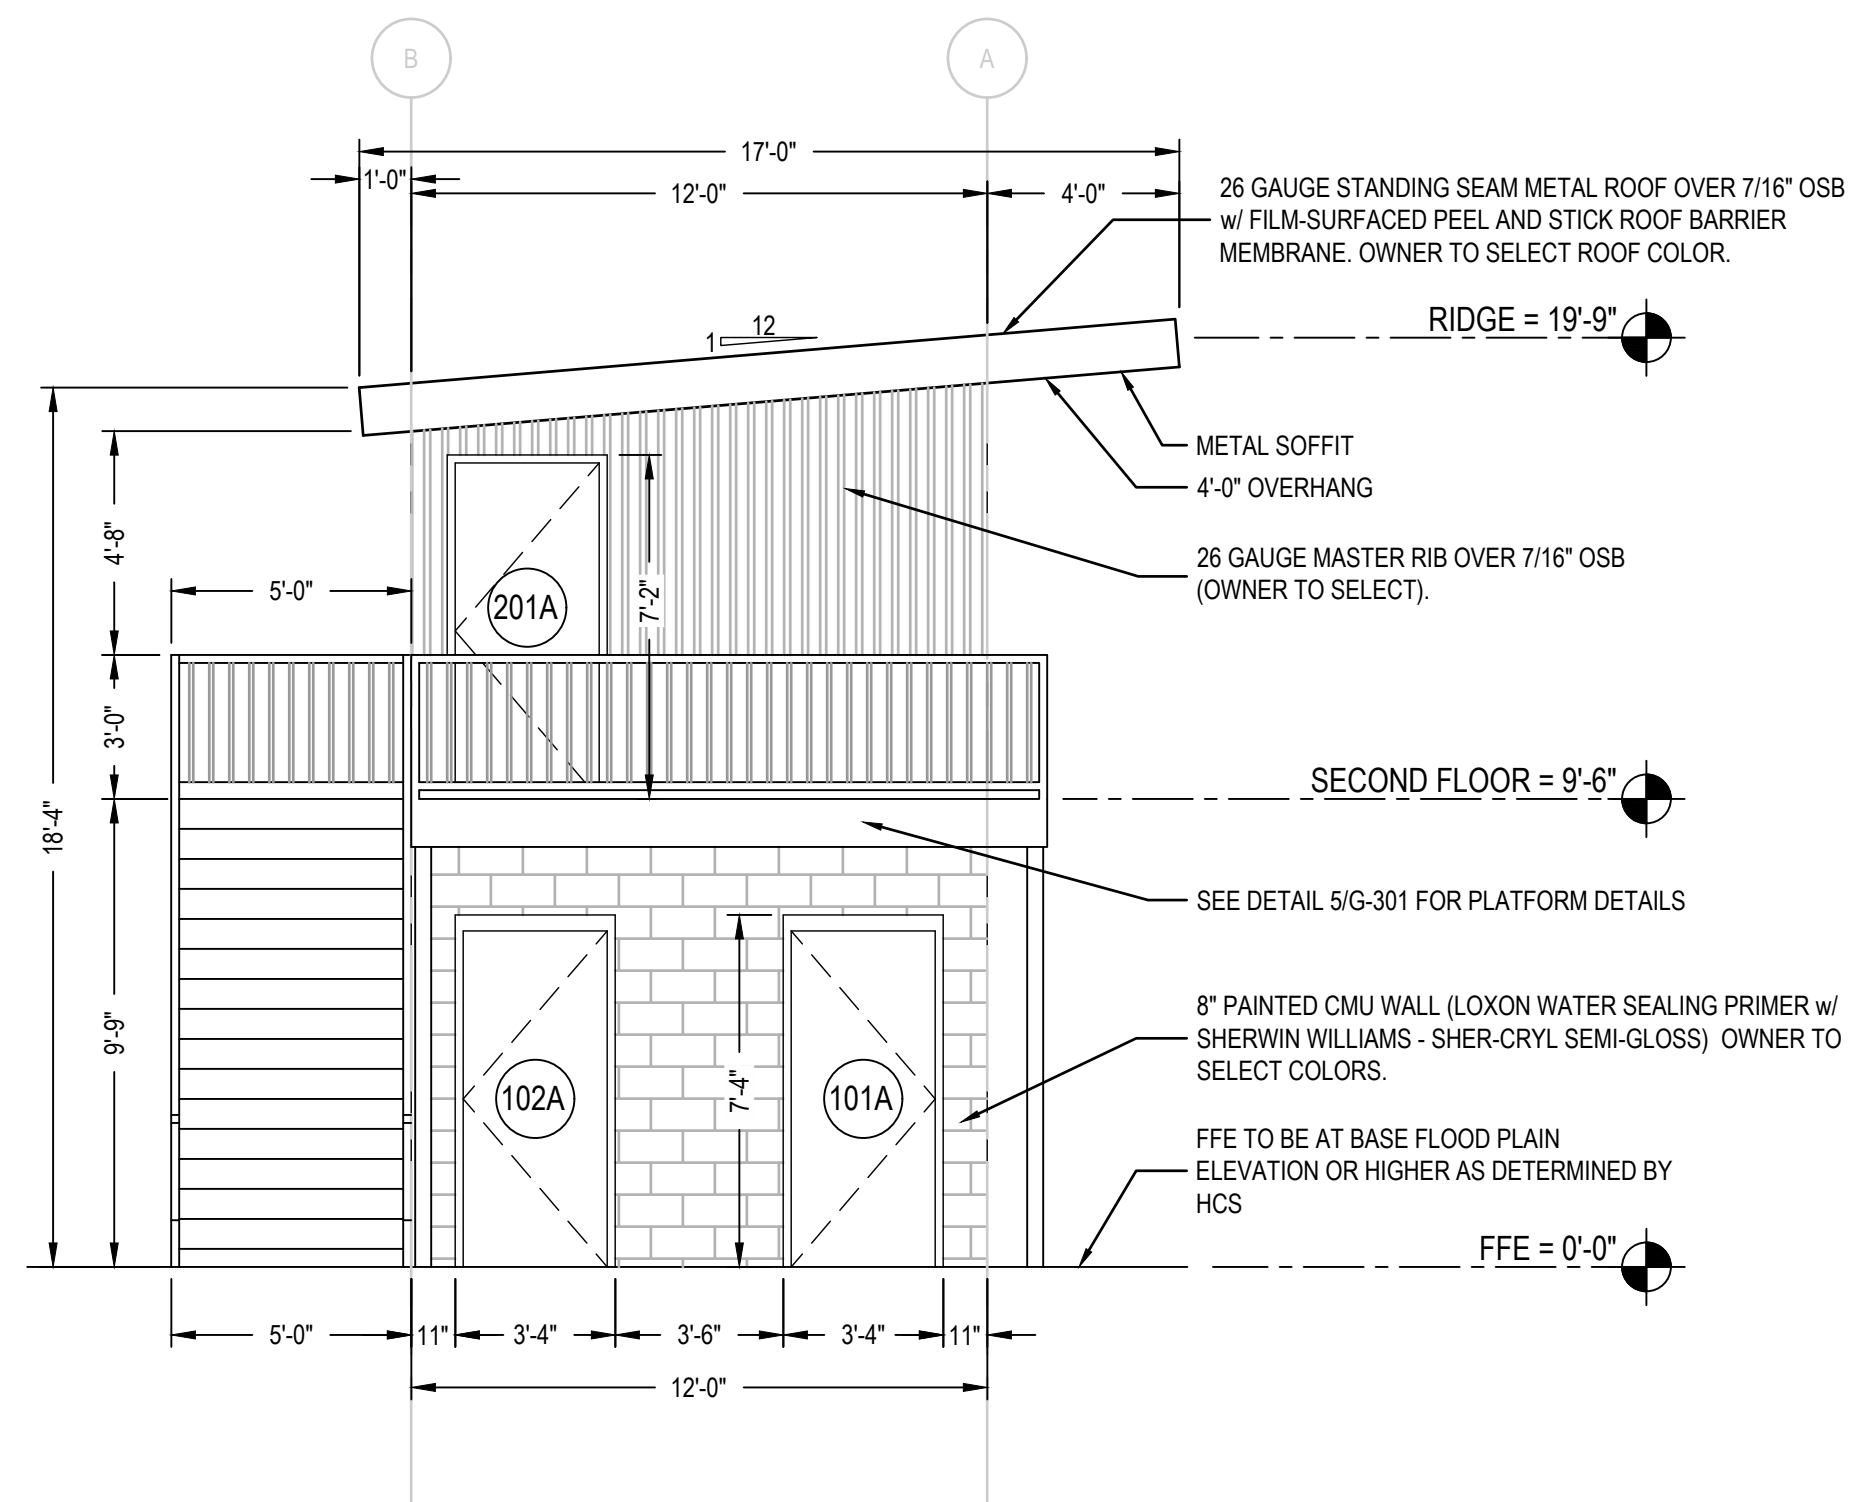 B
A
17'-0"
1'-0"
12'-0"
4'-0"
26 GAUGE STANDING SEAM METAL ROOF OVER 7/16" OSB
w/ FILM-SURFACED PEEL AND STICK ROOF BARRIER
MEMBRANE. OWNER TO SELECT ROOF COLOR.
RIDGE = 19'-9"
12
1
METAL SOFFIT
4'-0" OVERHANG
4'-8"
26 GAUGE MASTER RIB OVER 7/16" OSB
(OWNER TO SELECT).
5'-0"
201A
7'-2"
3'-0"
SECOND FLOOR = 9'-6"
18'-4"
SEE DETAIL 5/G-301 FOR PLATFORM DETAILS
9'-9"
8" PAINTED CMU WALL (LOXON WATER SEALING PRIMER w/
SHERWIN WILLIAMS - SHER-CRYL SEMI-GLOSS) OWNER TO
SELECT COLORS.
102A
7'-4"
101A
FFE TO BE AT BASE FLOOD PLAIN
ELEVATION OR HIGHER AS DETERMINED BY
HCS
FFE = 0'-0"
5'-0"
11"
3'-4"
3'-6"
3'-4"
11"
12'-0"